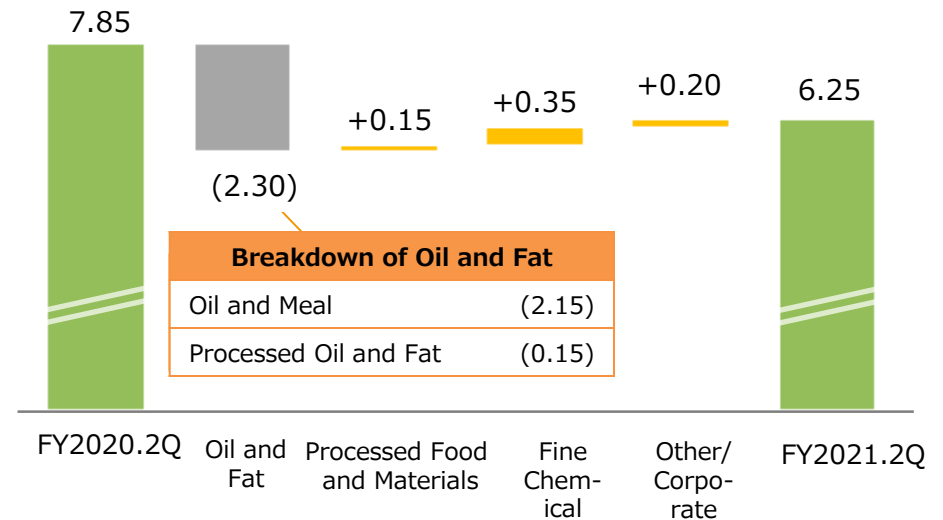 7.85
(2.30)
+0.15
+0.35
+0.20
6.25
Breakdown of Oil and Fat
Oil and Meal (2.15)
Processed Oil and Fat (0.15)
FY2020.2Q
Oil and
Fat
Processed Food
and Materials
Fine
Chem-
ical
Other/
Corpo-
rate
FY2021.2Q